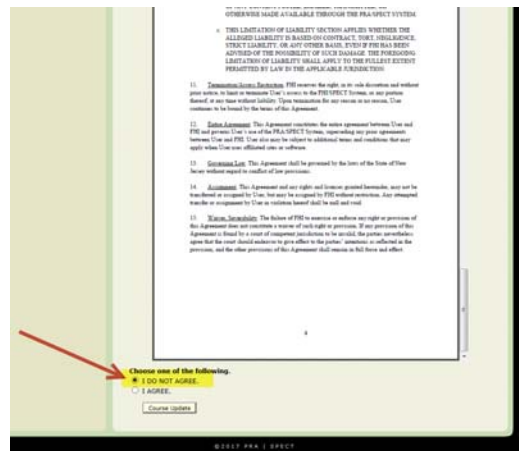 OTHERWISE MADE AVAILABLE THROUGH THE PRA/SPECT SYSTEM.
THIS LIMITATION OF LIABILITY SECTION APPLIES WHETHER THE
ALLEGED LIABILITY IS BASED ON CONTRACT, TORT, NEGLIGENCE,
STRICT LIABILITY, OR ANY OTHER BASIS, EVEN IF PHI HAS BEEN
ADVISED OF THE POSSIBILITY OF SUCH DAMAGE. THE FOREGOING
LIMITATION OF LIABILITY SHALL APPLY TO THE FULLEST EXTENT
PERMITTED BY LAW IN THE APPLICABLE JURISDICTION.
11. Termination/Access Restriction. PHI reserves the right, in its sole discretion and without
prior notice, to limit or terminate User's access to the PHI/SPECT System, or any portion
thereof, at any time without liability. Upon termination for any reason or no reason, User
continues to be bound by the terms of this Agreement.
12. Entire Agreement. This Agreement constitutes the entire agreement between User and
PHI and governs User's use of the PRA/SPECT System, superseding any prior agreements
between User and PHI. User also may be subject to additional terms and conditions that may
apply when User uses affiliated sites or software.
13. Governing Law. This Agreement shall be governed by the laws of the State of New
Jersey without regard to conflict of law provisions.
14. Assignment. This Agreement and any rights and licenses granted hereunder, may not be
transferred or assigned by User, but may be assigned by PHI without restriction. Any attempted
transfer or assignment by User in violation hereof shall be null and void.
15. Waiver, Severability. The failure of PHI to exercise or enforce any right or provision of
this Agreement does not constitute a waiver of such right or provision. If any provision of this
Agreement is found by a court of competent jurisdiction to be invalid, the parties nevertheless
agree that the court should endeavor to give effect to the parties' intentions as reflected in the
provision, and the other provisions of this Agreement shall remain in full force and effect.
Choose one of the following.
I DO NOT AGREE.
I AGREE.
Course Update
©2017 PRA | SPECT